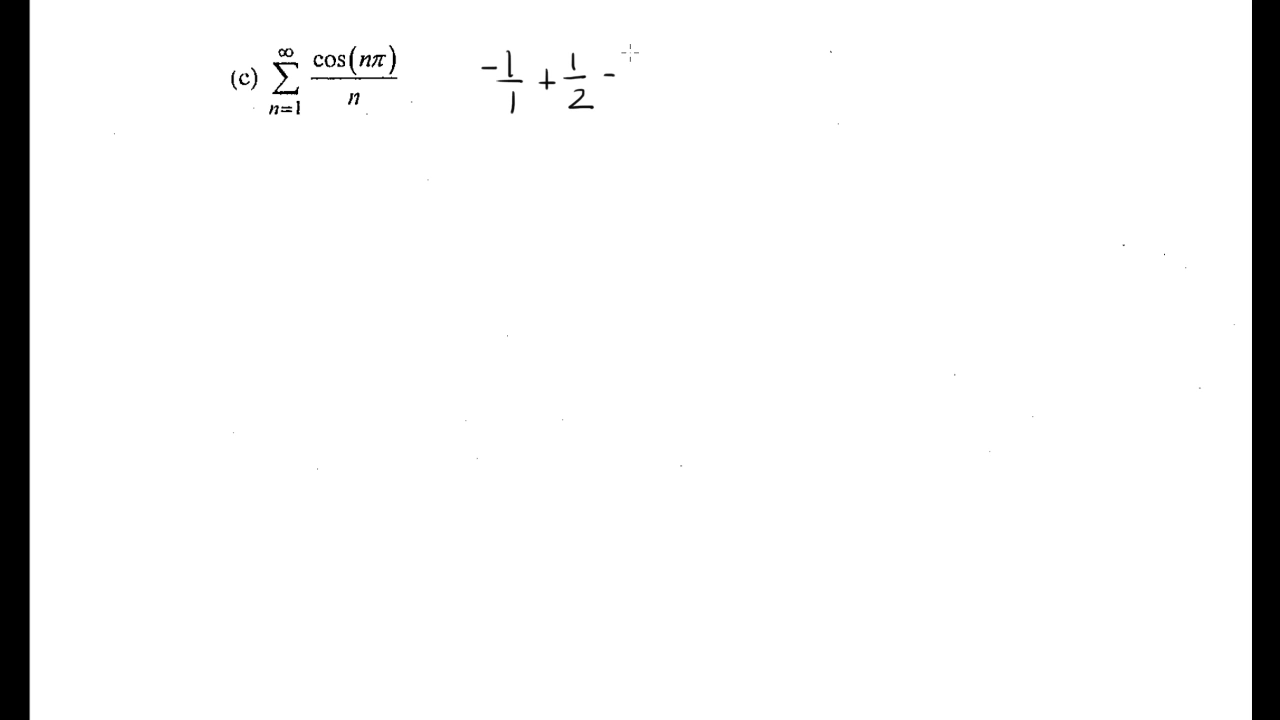 (c) ∑_{n=1}^{∞} cos(nπ)/n   -1/1 + 1/2 -